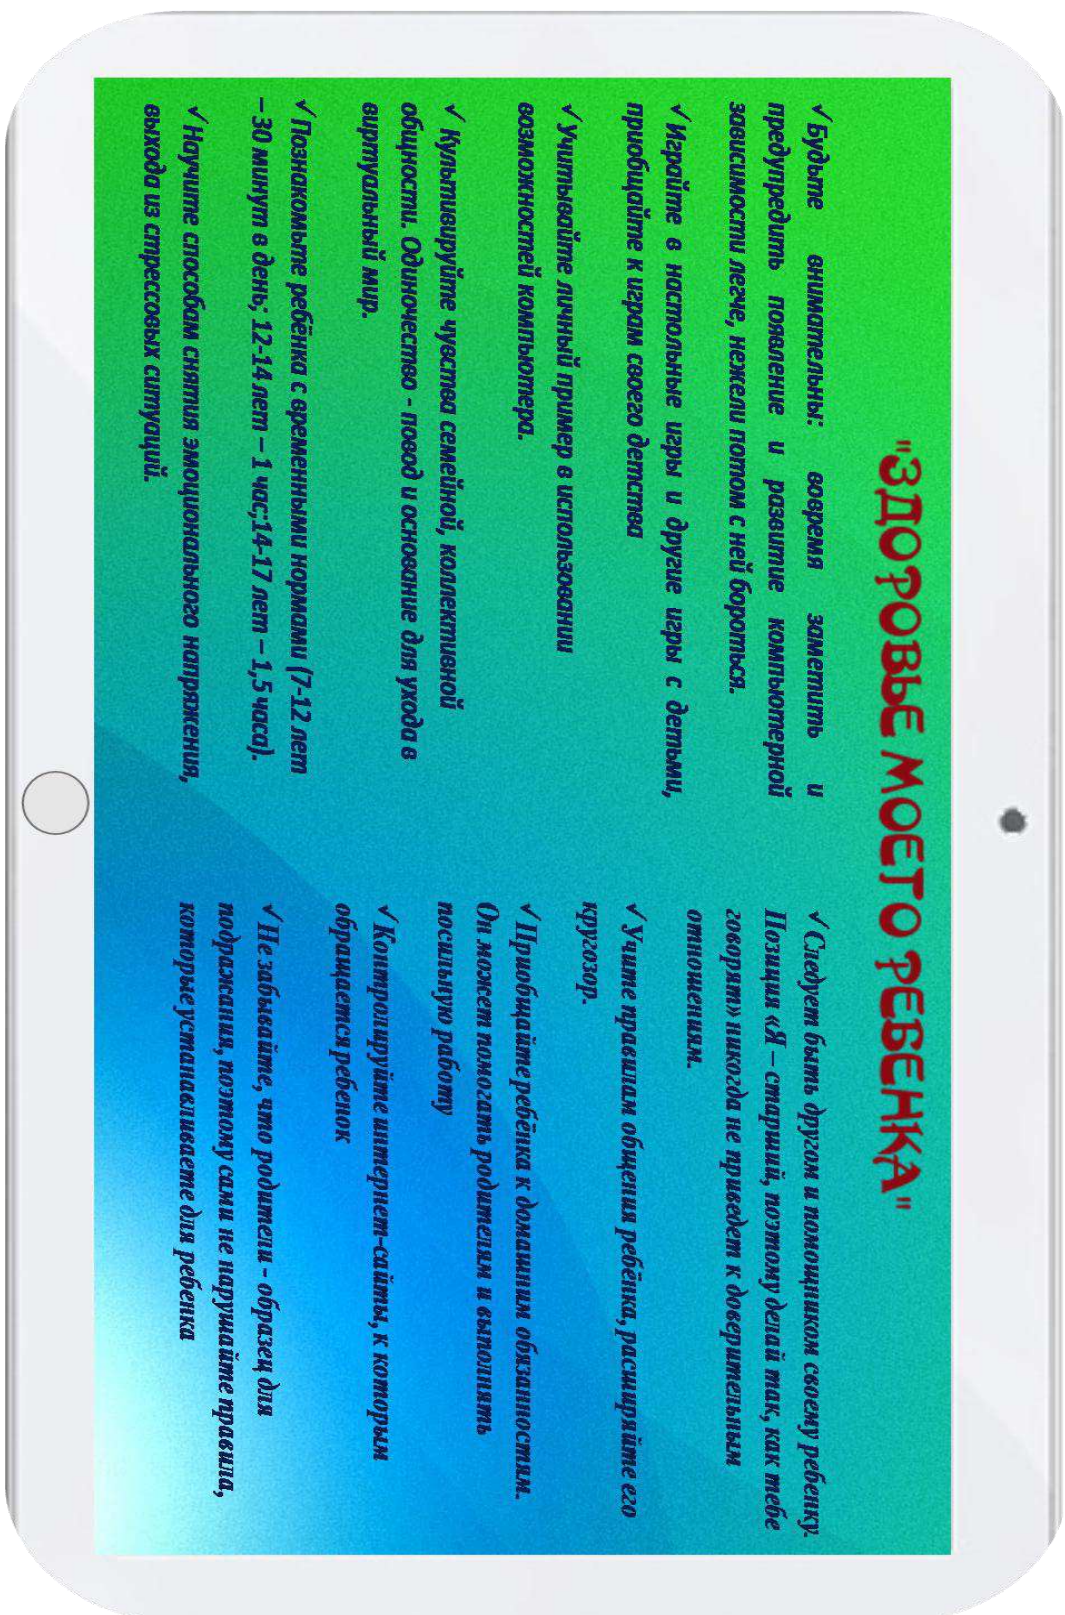 "ЗДОРОВЬЕ МОЕГО РЕБЕНКА"
✓Будьте внимательны: вовремя заметить и
предупредить появление и развитие компьютерной
зависимости легче, нежели потом с ней бороться.
✓Играйте в настольные игры и другие игры с детьми,
приобщайте к играм своего детства
✓Учитывайте личный пример в использовании
возможностей компьютера.
✓ Культивируйте чувства семейной, коллективной
общности. Одиночество - повод и основание для ухода в
виртуальный мир.
✓Познакомьте ребёнка с временными нормами (7-12 лет
– 30 минут в день; 12-14 лет – 1 час;14-17 лет – 1,5 часа).
✓Научите способам снятия эмоционального напряжения,
выхода из стрессовых ситуаций.
✓Следует быть другом и помощником своему ребенку.
Позиция «Я – старший, поэтому делай так, как тебе
говорят» никогда не приведет к доверительным
отношениям.
✓Учите правилам общения ребёнка, расширяйте его
кругозор.
✓Приобщайте ребёнка к домашним обязанностям.
Он может помогать родителям и выполнять
посильную работу
✓Контролируйте интернет-сайты, к которым
обращается ребенок
✓Не забывайте, что родители - образец для
подражания, поэтому сами не нарушайте правила,
которые устанавливаете для ребенка